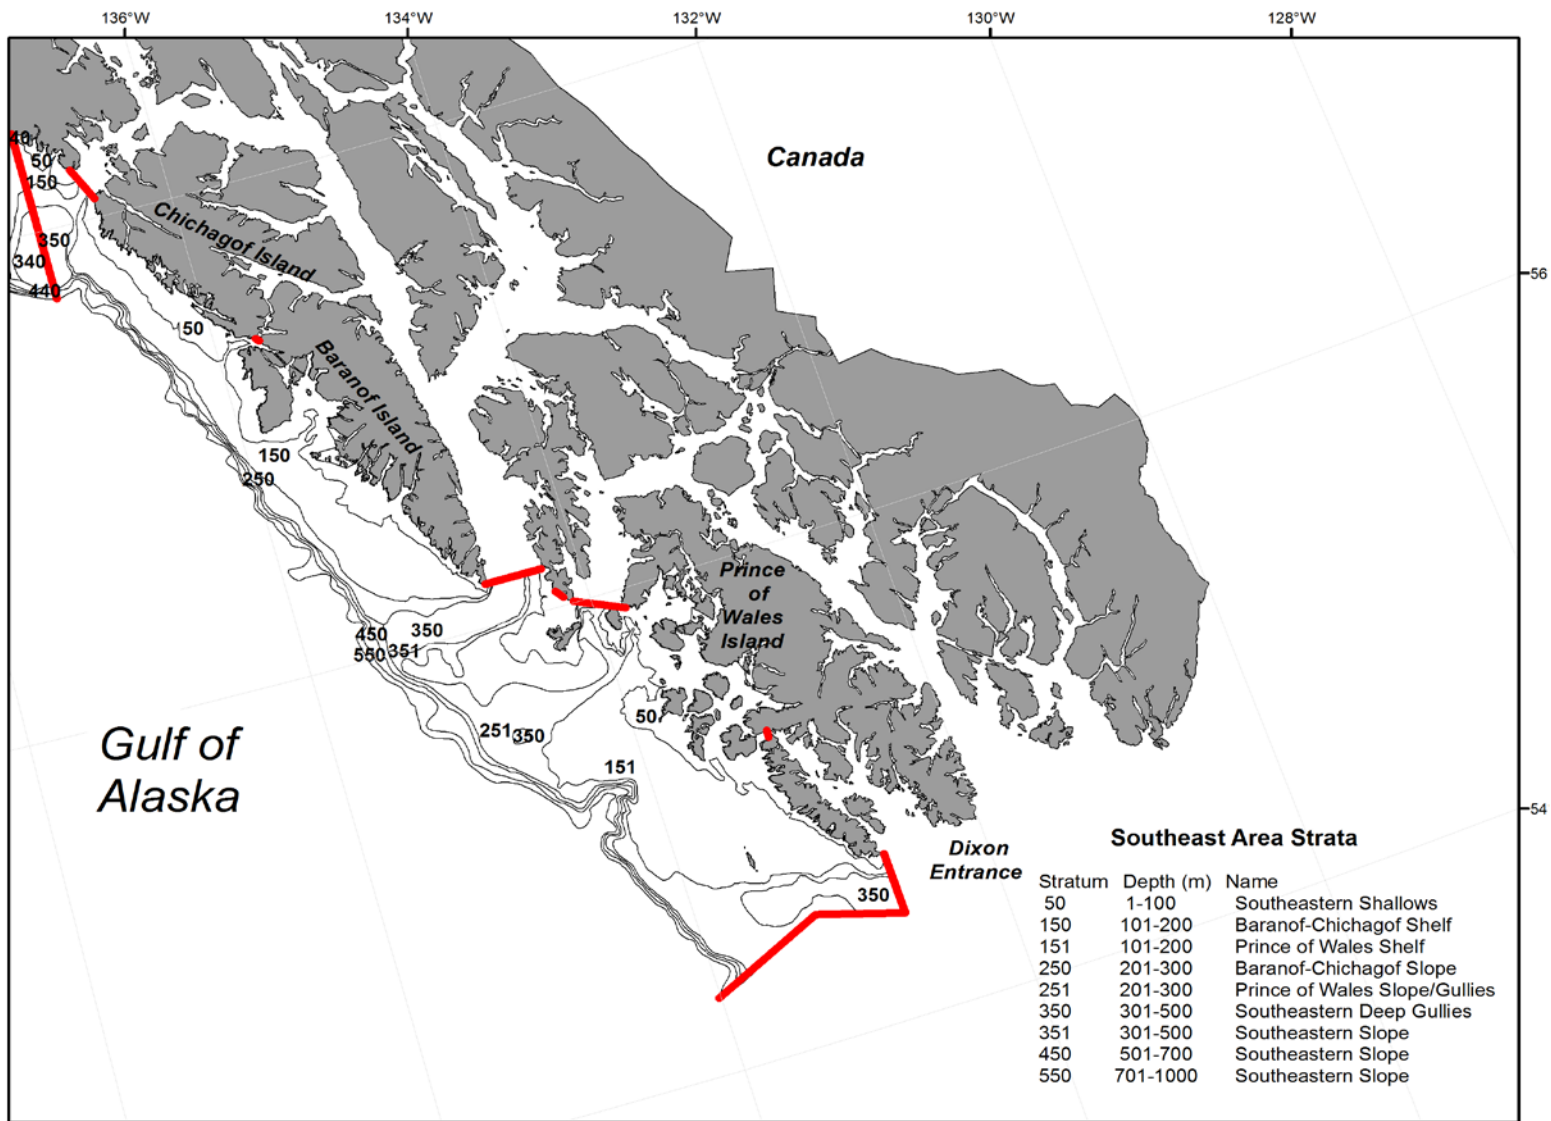 136°W 134°W 132°W 130°W 128°W
Canada
40
50
150
Chichagof Island
350
340
440
56
50
Baranof Island
150
250
Prince
of
Wales
Island
450
350
550
351
50
251
350
151
Gulf of
Alaska
54
Dixon
Entrance
350
Southeast Area Strata
Stratum Depth (m) Name
50 1-100 Southeastern Shallows
150 101-200 Baranof-Chichagof Shelf
151 101-200 Prince of Wales Shelf
250 201-300 Baranof-Chichagof Slope
251 201-300 Prince of Wales Slope/Gullies
350 301-500 Southeastern Deep Gullies
351 301-500 Southeastern Slope
450 501-700 Southeastern Slope
550 701-1000 Southeastern Slope